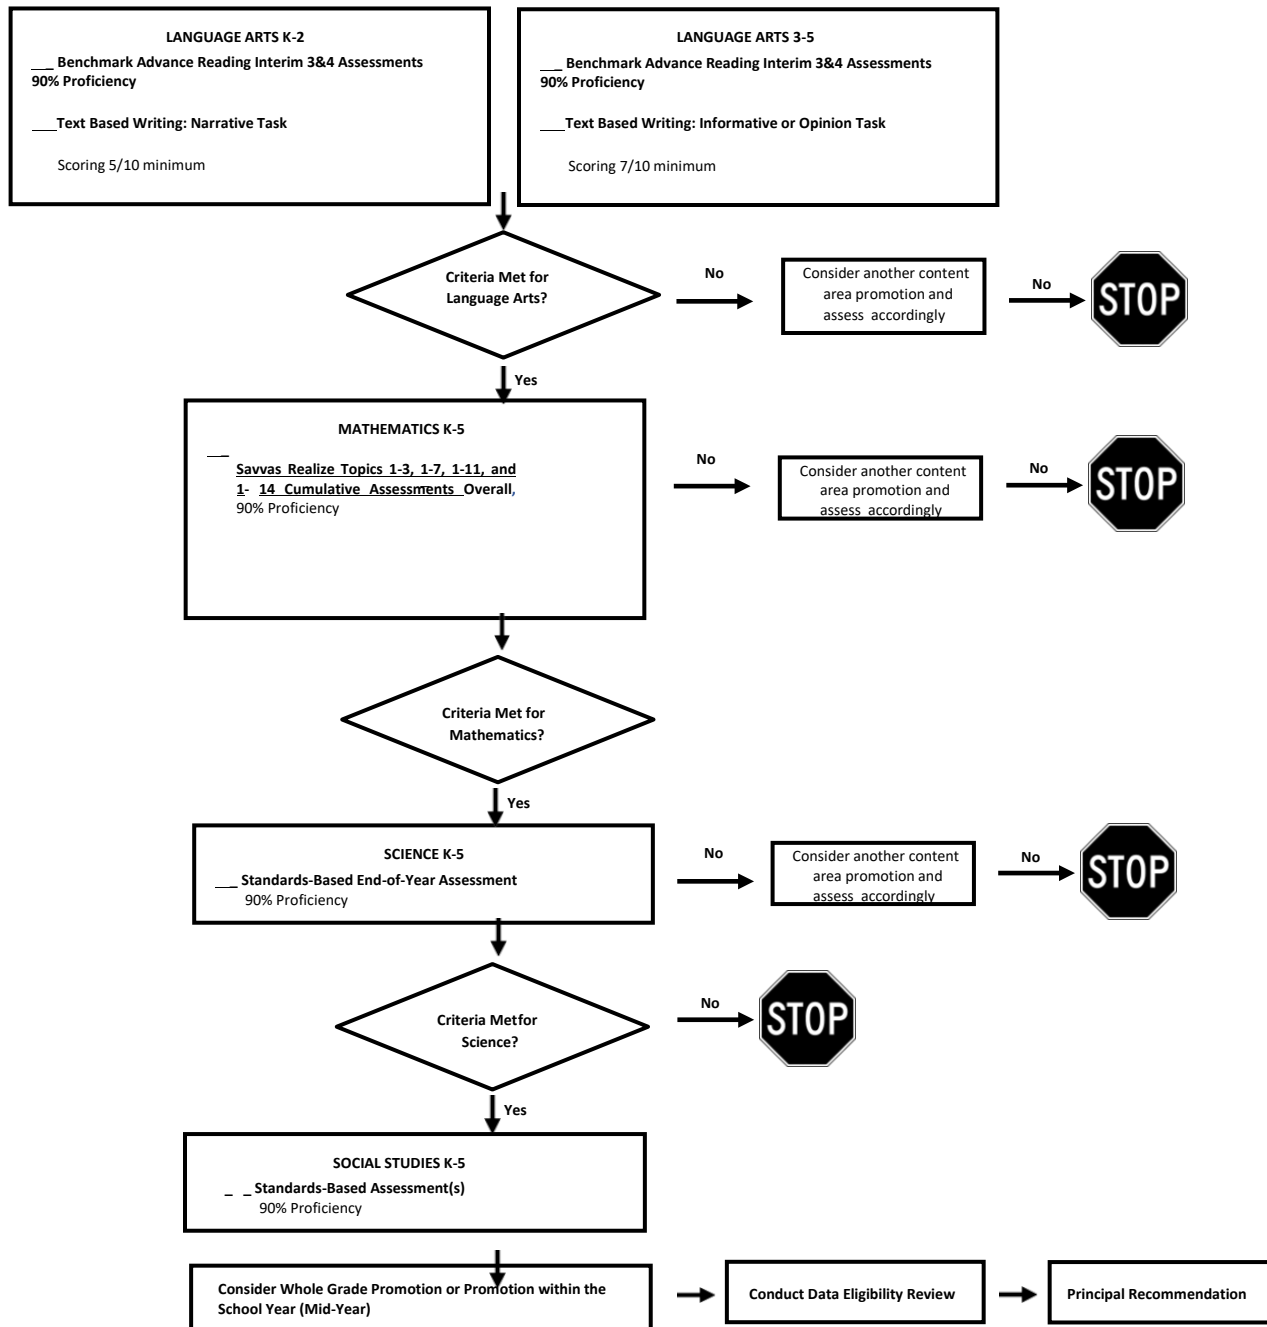 LANGUAGE ARTS K-2
___ Benchmark Advance Reading Interim 3&4 Assessments
90% Proficiency
___Text Based Writing: Narrative Task
Scoring 5/10 minimum
LANGUAGE ARTS 3-5
___ Benchmark Advance Reading Interim 3&4 Assessments
90% Proficiency
___Text Based Writing: Informative or Opinion Task
Scoring 7/10 minimum
Criteria Met for
Language Arts?
No
Consider another content
area promotion and
assess accordingly
No
STOP
Yes
MATHEMATICS K-5
___
Savvas Realize Topics 1-3, 1-7, 1-11, and
1- 14 Cumulative Assessments Overall,
90% Proficiency
No
Consider another content
area promotion and
assess accordingly
No
STOP
Criteria Met for
Mathematics?
Yes
SCIENCE K-5
___ Standards-Based End-of-Year Assessment
90% Proficiency
No
Consider another content
area promotion and
assess accordingly
No
STOP
Criteria Metfor
Science?
No
STOP
Yes
SOCIAL STUDIES K-5
_ _ Standards-Based Assessment(s)
90% Proficiency
Consider Whole Grade Promotion or Promotion within the
School Year (Mid-Year)
Conduct Data Eligibility Review
Principal Recommendation